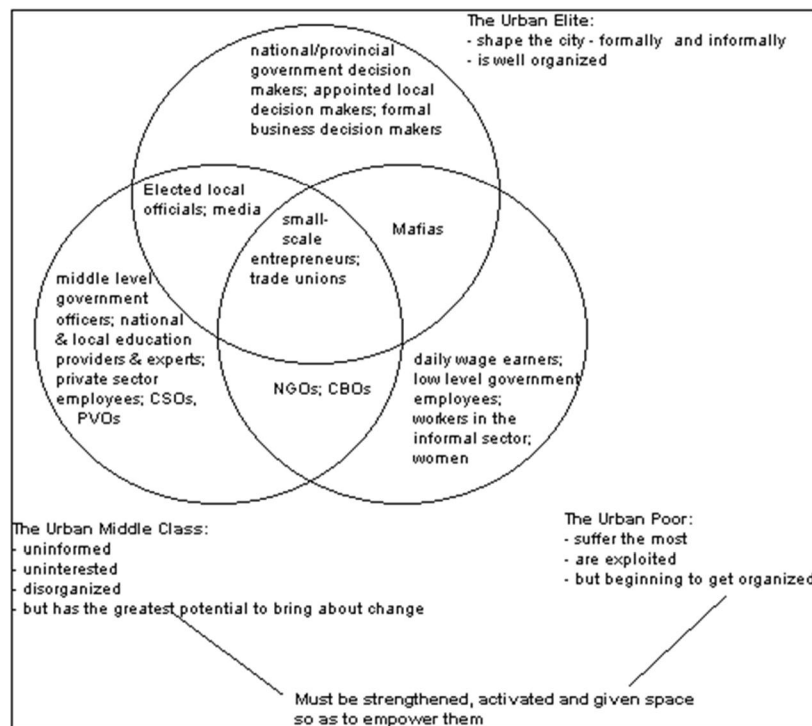 The Urban Elite:
- shape the city - formally and informally
- is well organized
national/provincial
government decision
makers; appointed local
decision makers; formal
business decision makers
Elected local
officials; media
small-
scale
entrepreneurs;
trade unions
Mafias
middle level
government
officers; national
& local education
providers & experts;
private sector
employees; CSOs,
PVOs
NGOs; CBOs
daily wage earners;
low level government
employees;
workers in the
informal sector;
women
The Urban Middle Class:
- uninformed
- uninterested
- disorganized
- but has the greatest potential to bring about change
The Urban Poor:
- suffer the most
- are exploited
- but beginning to get organized
Must be strengthened, activated and given space
so as to empower them